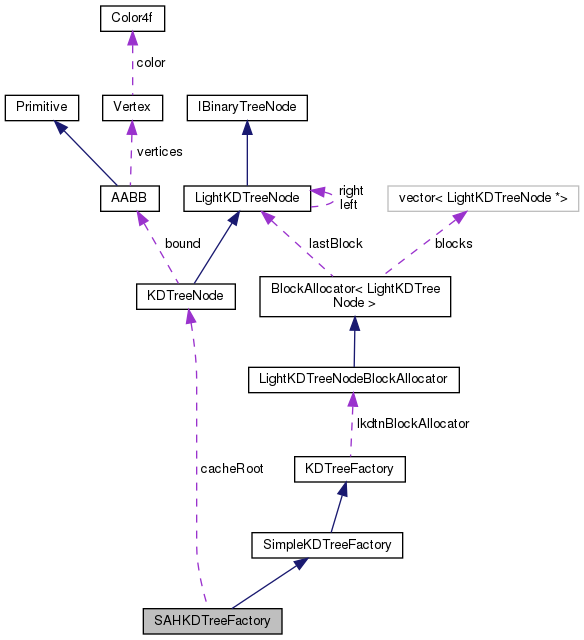 Color4f
color
Primitive
Vertex
IBinaryTreeNode
vertices
AABB
LightKDTreeNode
right
left
vector< LightKDTreeNode *>
bound
lastBlock
blocks
KDTreeNode
BlockAllocator< LightKDTree
Node >
LightKDTreeNodeBlockAllocator
lkdtnBlockAllocator
cacheRoot
KDTreeFactory
SimpleKDTreeFactory
SAHKDTreeFactory